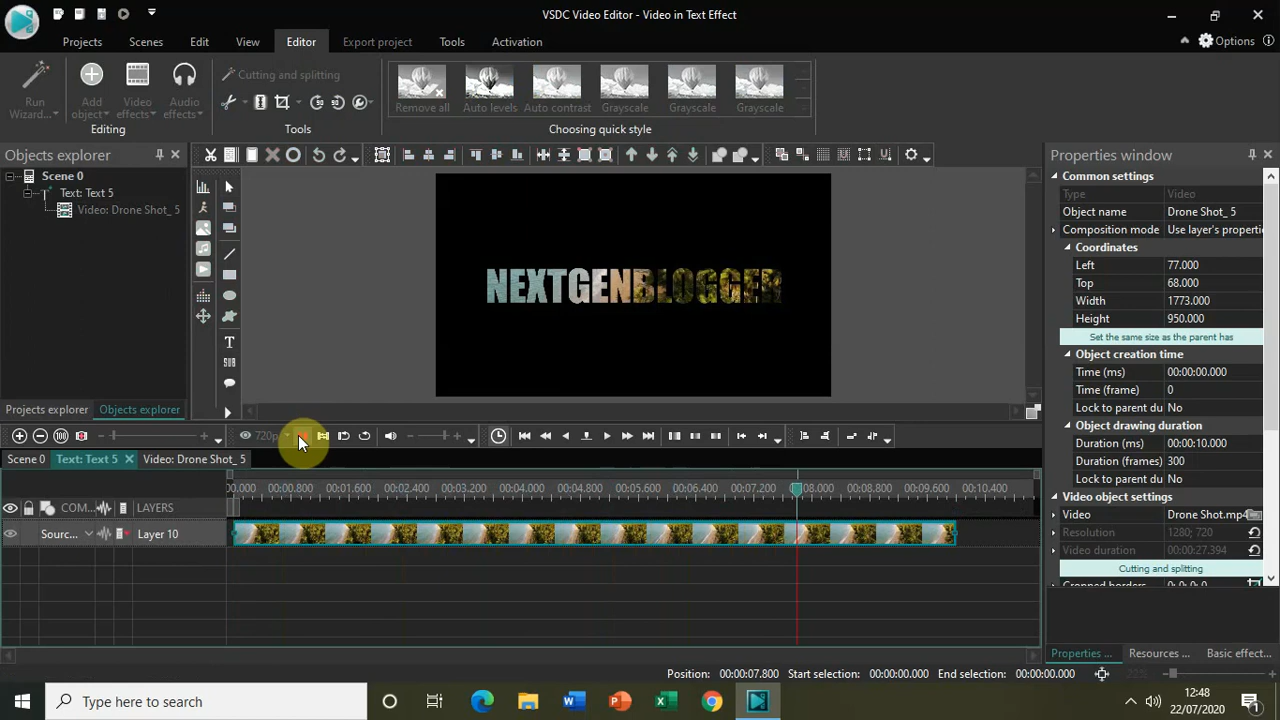 VSDC Video Editor - Video in Text Effect
Projects Scenes Edit View Editor Export project Tools Activation Options
Run Wizard...
Add object
Video effects
Audio effects
Editing
Cutting and splitting
Tools
Remove all
Auto levels
Auto contrast
Grayscale
Grayscale
Grayscale
Choosing quick style
Objects explorer
Scene 0
Text: Text 5
Video: Drone Shot_ 5
Projects explorer Objects explorer
NEXTGENBLOGGER
Properties window
Common settings
Type Video
Object name Drone Shot_ 5
Composition mode Use layer's properti
Coordinates
Left 77.000
Top 68.000
Width 1773.000
Height 950.000
Set the same size as the parent has
Object creation time
Time (ms) 00:00:00.000
Time (frame) 0
Lock to parent du No
Object drawing duration
Duration (ms) 00:00:10.000
Duration (frames) 300
Lock to parent du No
Video object settings
Video Drone Shot.mp4
Resolution 1280; 720
Video duration 00:00:27.394
Cutting and splitting
Cropped borders 0; 0; 0; 0
Properties ... Resources ... Basic effect...
720p
Scene 0 Text: Text 5 Video: Drone Shot_ 5
0.000 00:00.800 00:01.600 00:02.400 00:03.200 00:04.000 00:04.800 00:05.600 00:06.400 00:07.200 00:08.000 00:08.800 00:09.600 00:10.400
COM... LAYERS
Sourc... Layer 10
Position: 00:00:07.800 Start selection: 00:00:00.000 End selection: 00:00:00.000 22%
Type here to search
12:48
22/07/2020
1